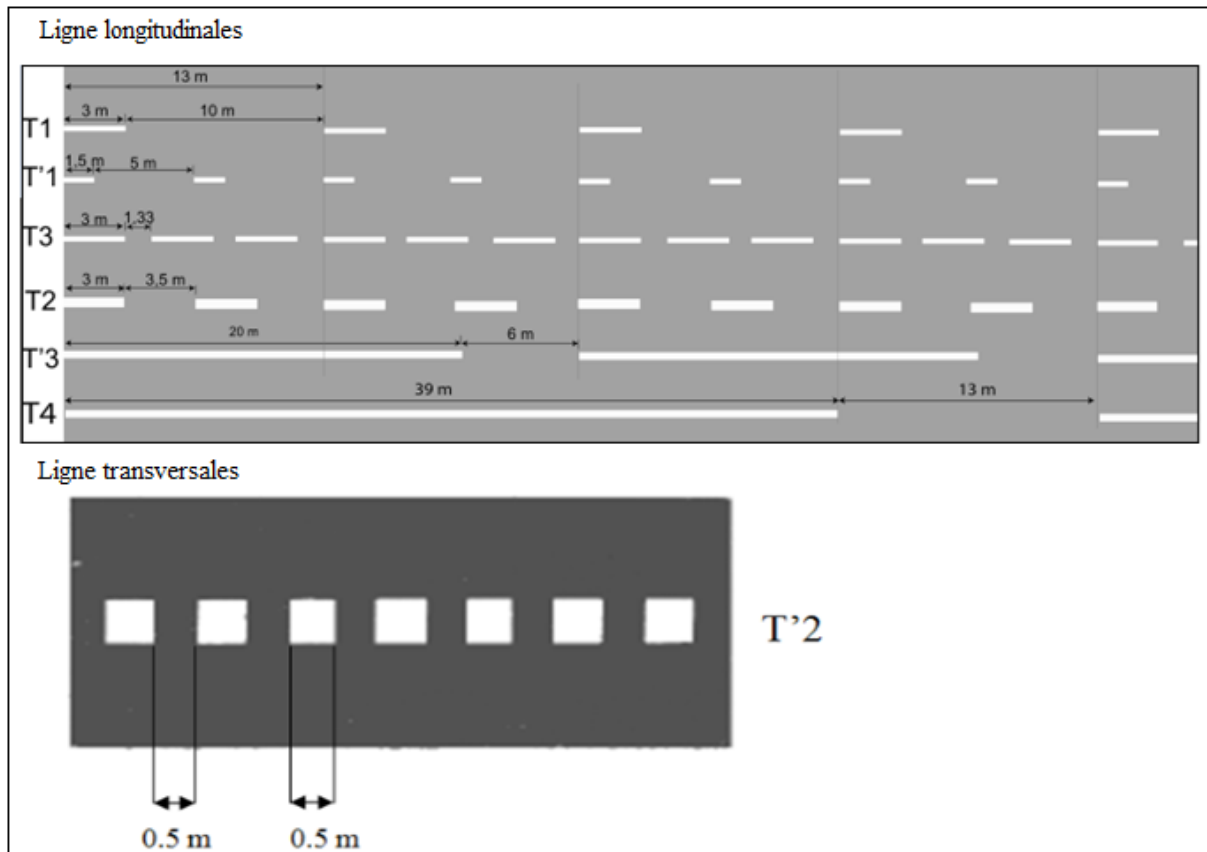 Ligne longitudinales
13 m
3 m 10 m
T1
1,5 m 5 m
T'1
3 m 1,33
T3
3 m 3,5 m
T2
20 m 6 m
T'3
39 m 13 m
T4
Ligne transversales
T'2
0.5 m 0.5 m